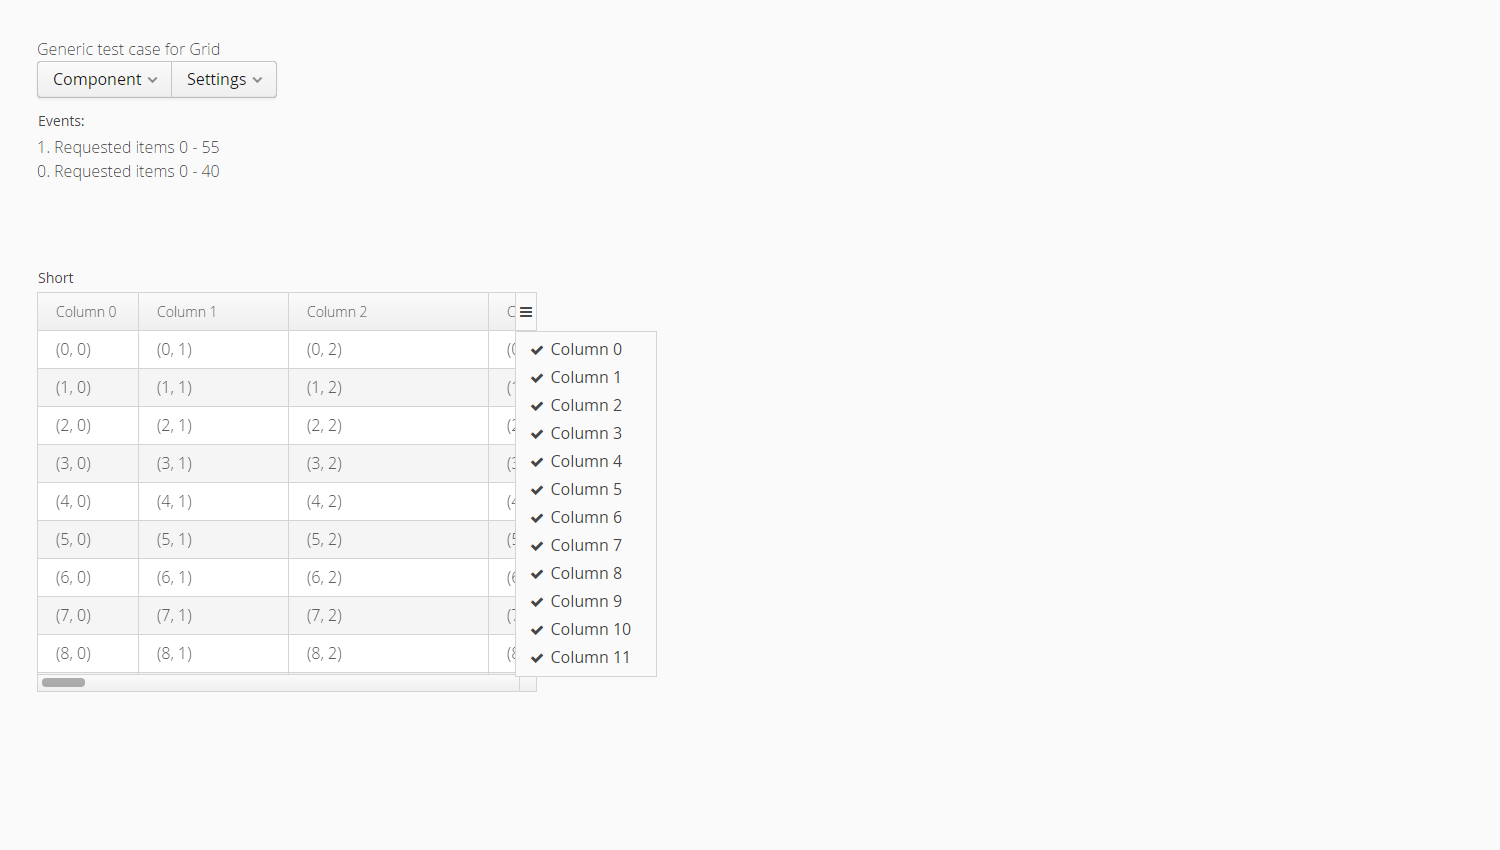 Generic test case for Grid
Component Settings
Events:
1. Requested items 0 - 55
0. Requested items 0 - 40
Short
Column 0 Column 1 Column 2
(0, 0) (0, 1) (0, 2)
(1, 0) (1, 1) (1, 2)
(2, 0) (2, 1) (2, 2)
(3, 0) (3, 1) (3, 2)
(4, 0) (4, 1) (4, 2)
(5, 0) (5, 1) (5, 2)
(6, 0) (6, 1) (6, 2)
(7, 0) (7, 1) (7, 2)
(8, 0) (8, 1) (8, 2)
Column 0
Column 1
Column 2
Column 3
Column 4
Column 5
Column 6
Column 7
Column 8
Column 9
Column 10
Column 11